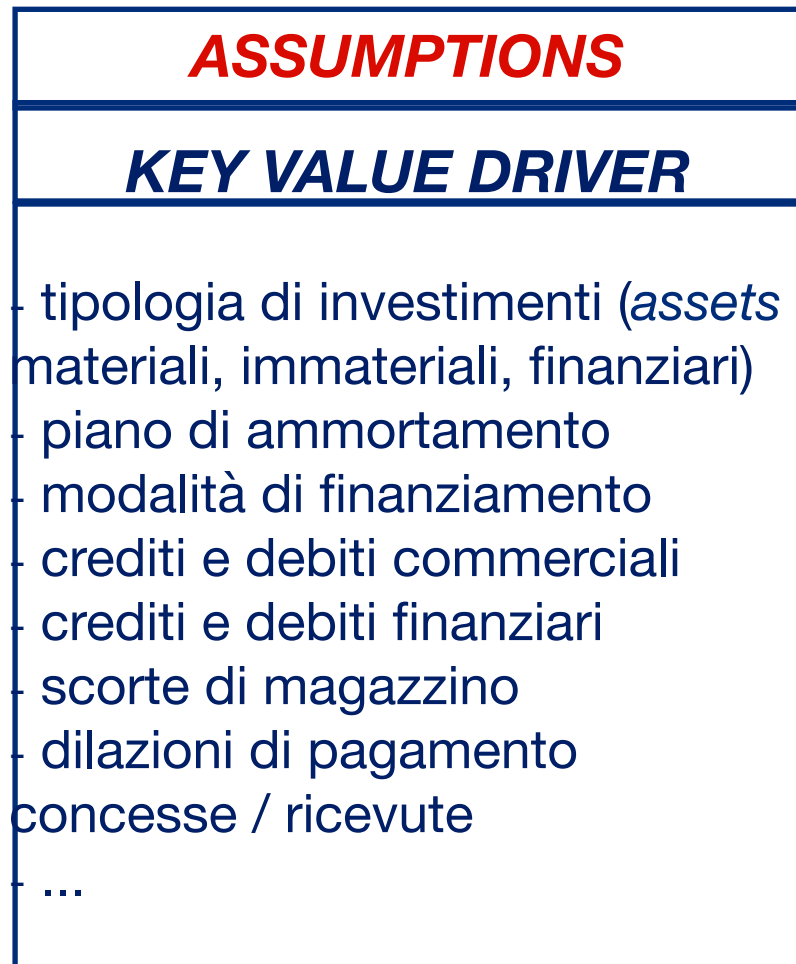 ASSUMPTIONS
KEY VALUE DRIVER
- tipologia di investimenti (assets
materiali, immateriali, finanziari)
- piano di ammortamento
- modalità di finanziamento
- crediti e debiti commerciali
- crediti e debiti finanziari
- scorte di magazzino
- dilazioni di pagamento
concesse / ricevute
- ...